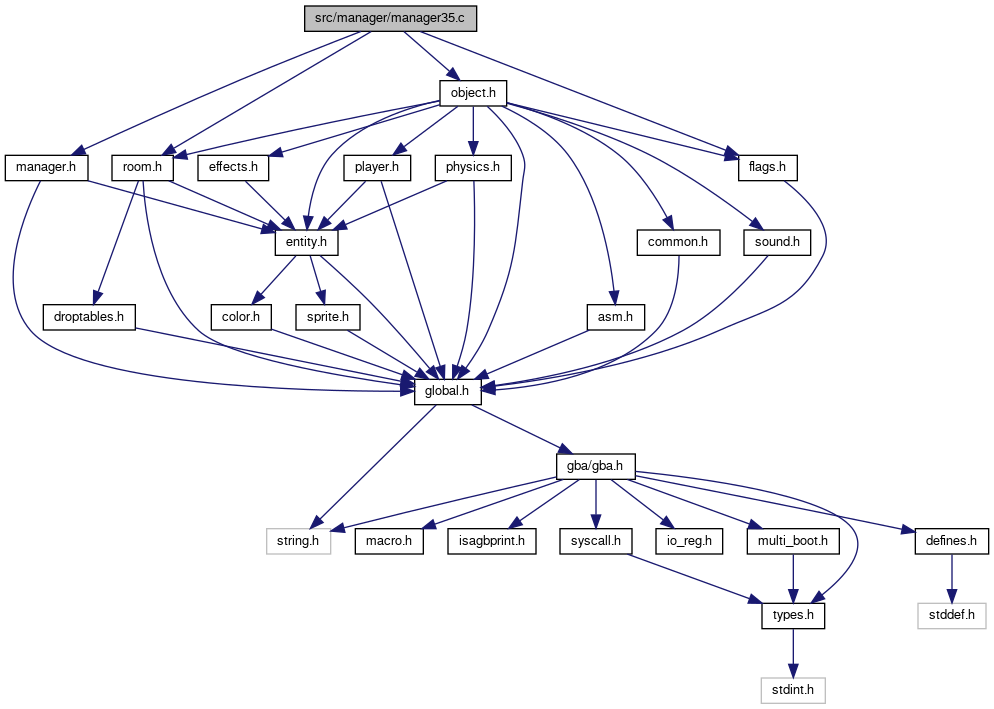 src/manager/manager35.c
object.h
manager.h
room.h
effects.h
player.h
physics.h
flags.h
entity.h
common.h
sound.h
droptables.h
color.h
sprite.h
asm.h
global.h
gba/gba.h
string.h
macro.h
isagbprint.h
syscall.h
io_reg.h
multi_boot.h
defines.h
types.h
stddef.h
stdint.h